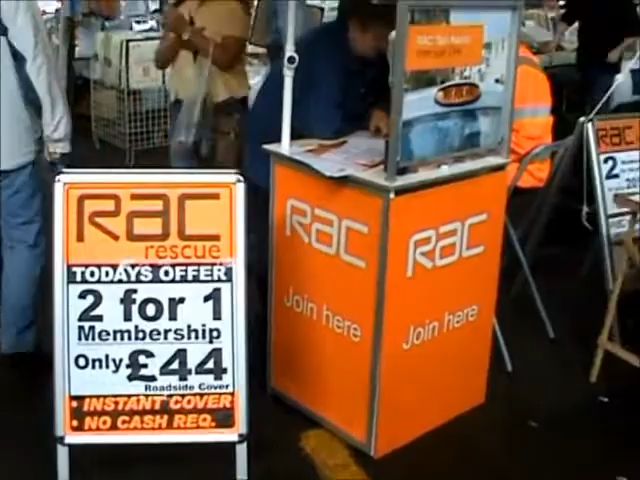 RAC
rescue
TODAYS OFFER
2 for 1
Membership
Only £44
Roadside Cover
• INSTANT COVER
• NO CASH REQ.
RAC
Join here
RAC
Join here
RAC
RAC
2